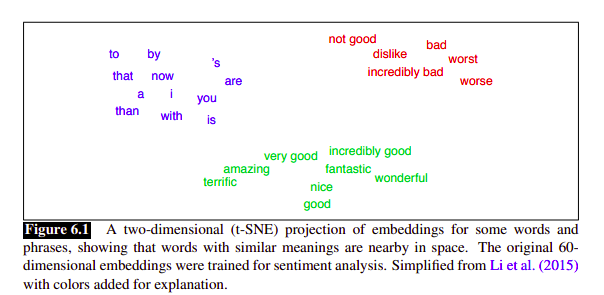 not good
bad
to by 's
dislike
worst
that now are
incredibly bad
worse
a i you
than with is
very good incredibly good
amazing fantastic
terrific wonderful
nice
good
Figure 6.1 A two-dimensional (t-SNE) projection of embeddings for some words and
phrases, showing that words with similar meanings are nearby in space. The original 60-
dimensional embeddings were trained for sentiment analysis. Simplified from Li et al. (2015)
with colors added for explanation.